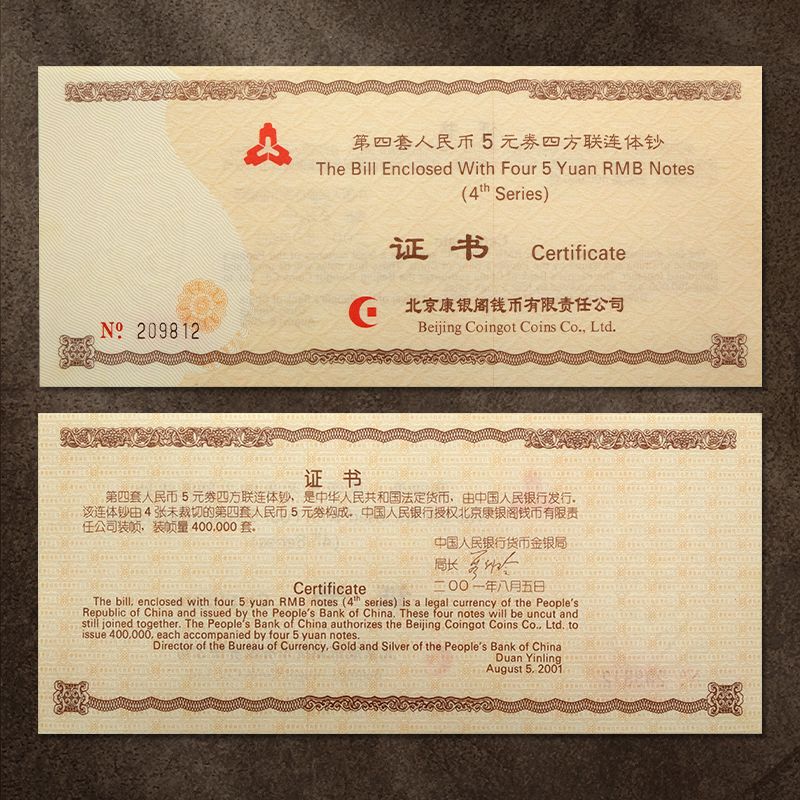 第四套人民币5元券四方联连体钞
The Bill Enclosed With Four 5 Yuan RMB Notes
(4th Series)
证书 Certificate
北京康银阁钱币有限责任公司
Beijing Coingot Coins Co., Ltd.
Nº 209812
证书
第四套人民币5元券四方联连体钞,是中华人民共和国法定货币,由中国人民银行发行。
该连体钞由4张未裁切的第四套人民币5元券构成。中国人民银行授权北京康银阁钱币有限责
任公司装帧,装帧量400.000套。
中国人民银行货币金银局
局长
二OO一年八月五日
Certificate
The bill, enclosed with four 5 yuan RMB notes (4th series) is a legal currency of the People's
Republic of China and issued by the People's Bank of China. These four notes will be uncut and
still joined together. The People's Bank of China authorizes the Beijing Coingot Coins Co., Ltd. to
issue 400.000, each accompanied by four 5 yuan notes.
Director of the Bureau of Currency, Gold and Silver of the People's Bank of China
Duan Yinling
August 5, 2001